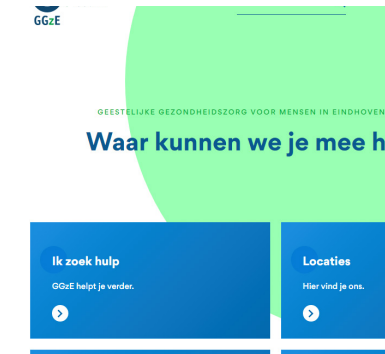 GGzE
GEESTELIJKE GEZONDHEIDSZORG VOOR MENSEN IN EINDHOVEN
Waar kunnen we je mee h
Ik zoek hulp
GGzE helpt je verder.
Locaties
Hier vind je ons.